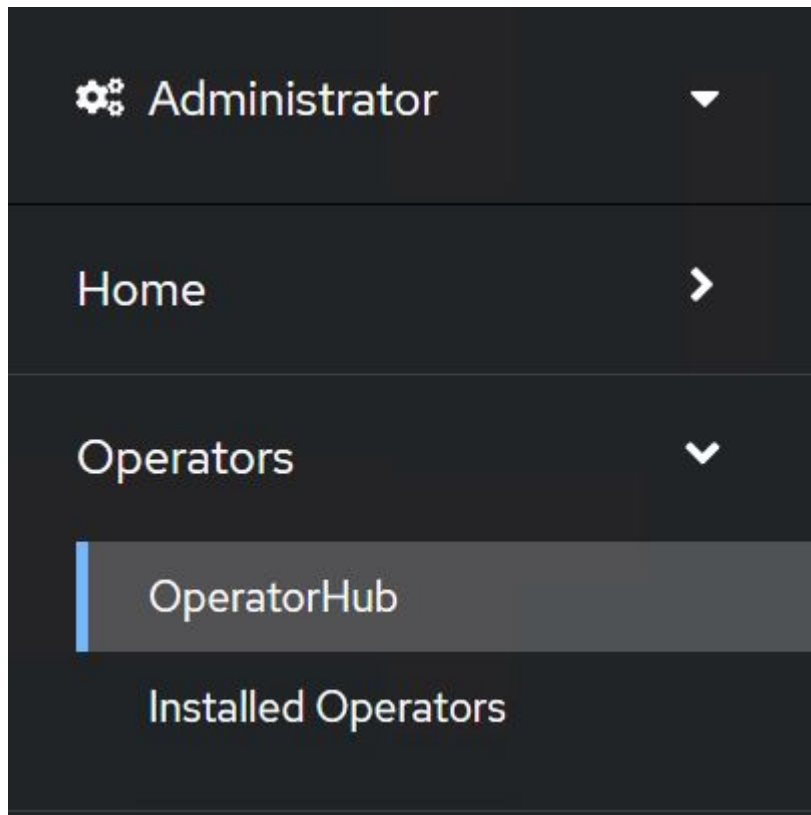 Administrator
Home
Operators
OperatorHub
Installed Operators